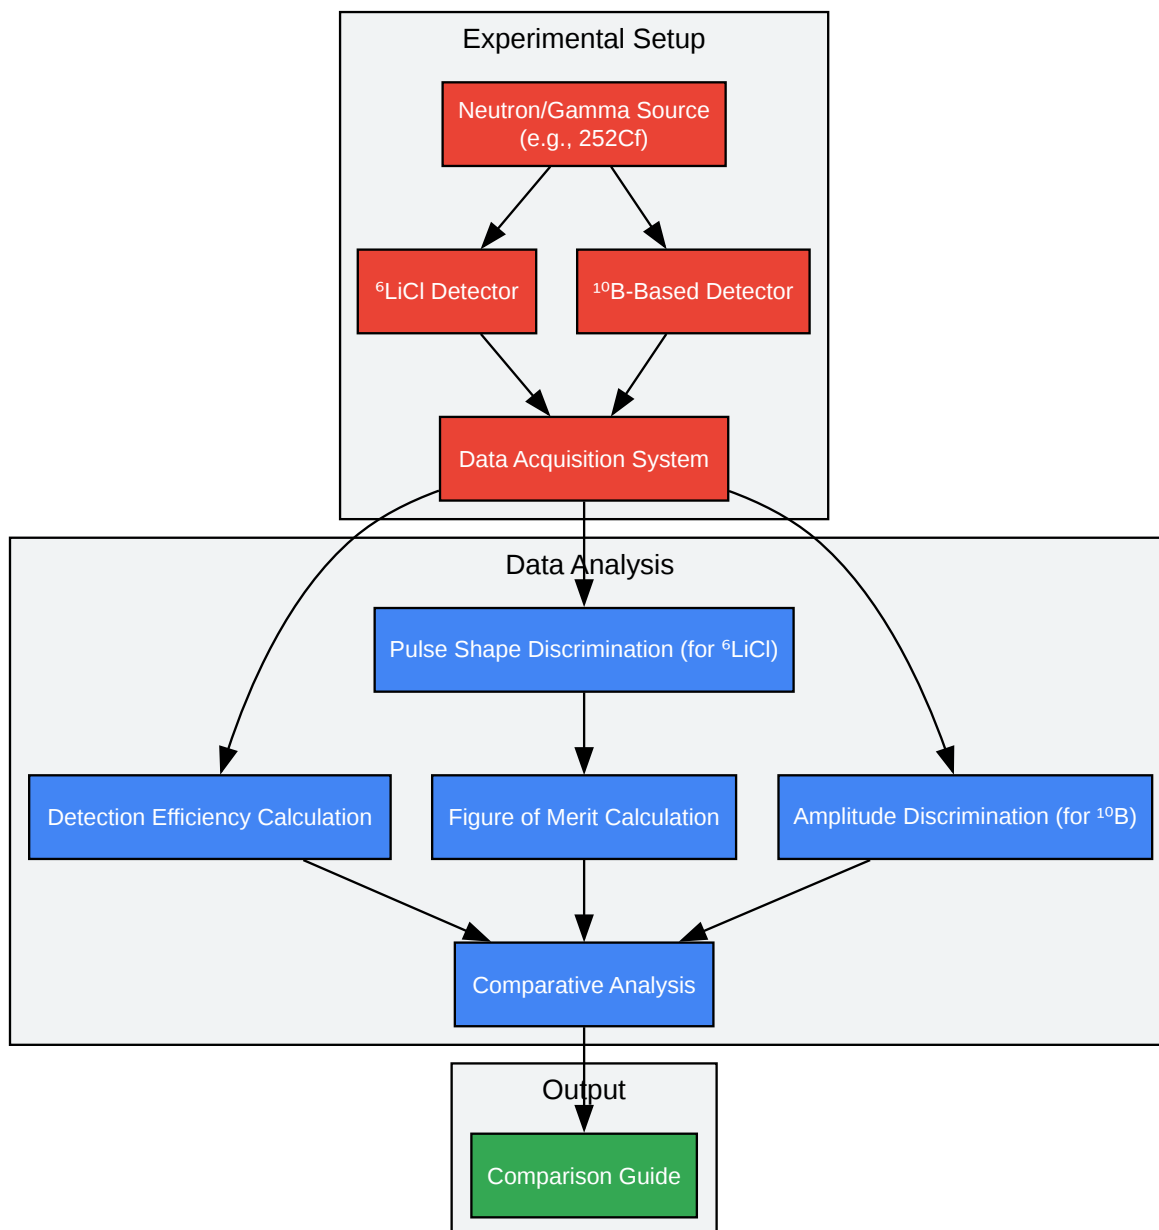 Experimental Setup
Neutron/Gamma Source
(e.g., 252Cf)
⁶LiCl Detector
¹⁰B-Based Detector
Data Acquisition System
Data Analysis
Pulse Shape Discrimination (for ⁶LiCl)
Detection Efficiency Calculation
Figure of Merit Calculation
Amplitude Discrimination (for ¹⁰B)
Comparative Analysis
Output
Comparison Guide